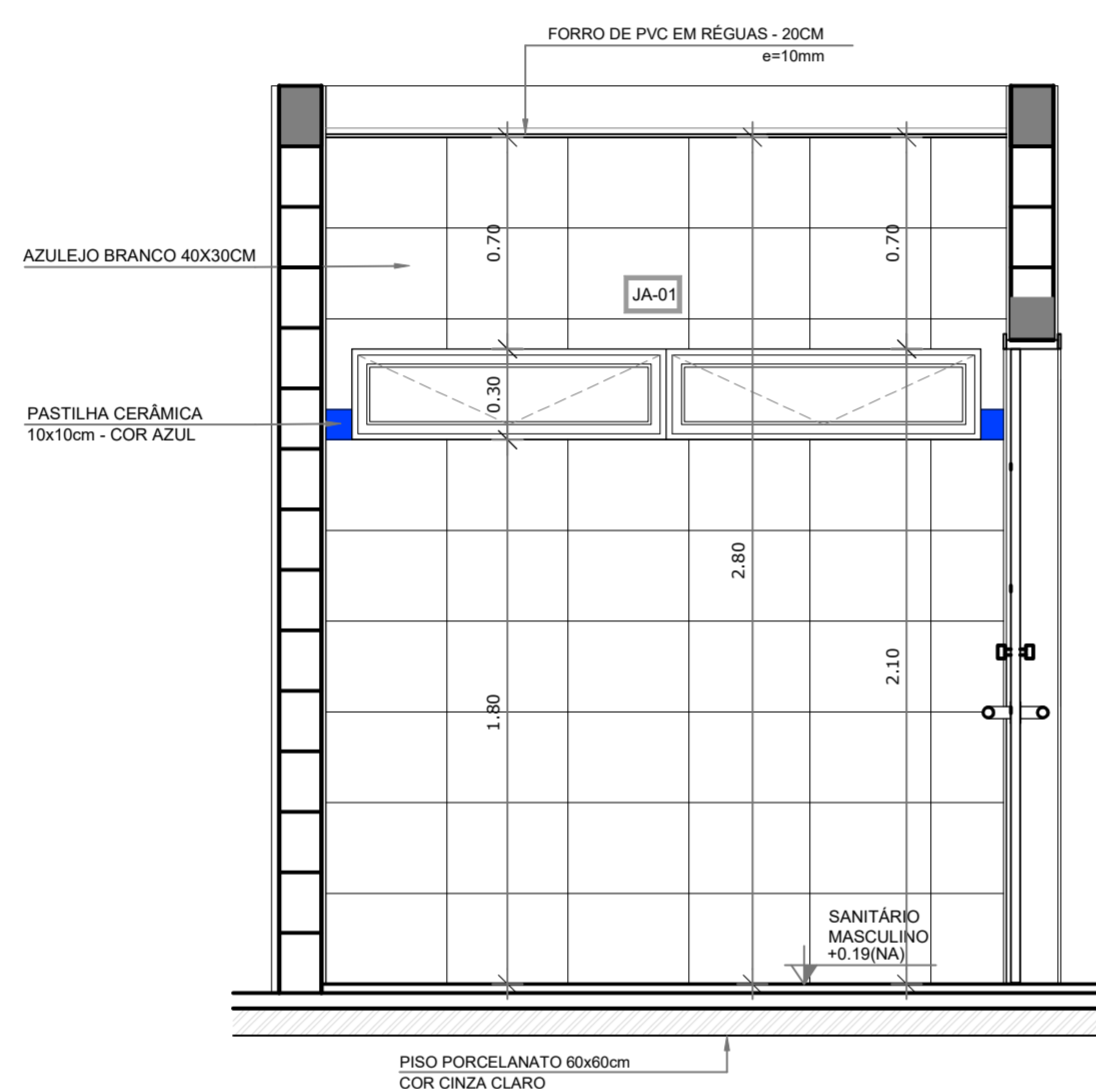 FORRO DE PVC EM RÉGUAS - 20CM
e=10mm
0.70
0.70
AZULEJO BRANCO 40X30CM
JA-01
0.30
PASTILHA CERÂMICA
10x10cm - COR AZUL
2.80
2.10
1.80
SANITÁRIO
MASCULINO
+0.19(NA)
PISO PORCELANATO 60x60cm
COR CINZA CLARO